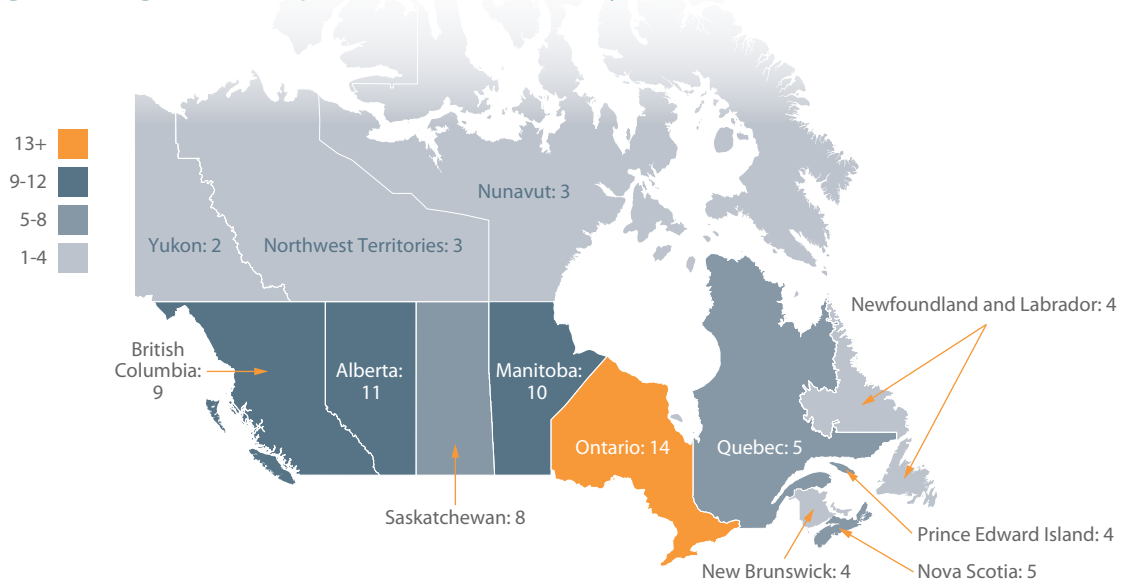 13+
9-12
5-8
1-4
Nunavut: 3
Yukon: 2
Northwest Territories: 3
Newfoundland and Labrador: 4
British
Columbia:
9
Alberta:
11
Manitoba:
10
Ontario: 14
Quebec: 5
Saskatchewan: 8
Prince Edward Island: 4
New Brunswick: 4
Nova Scotia: 5